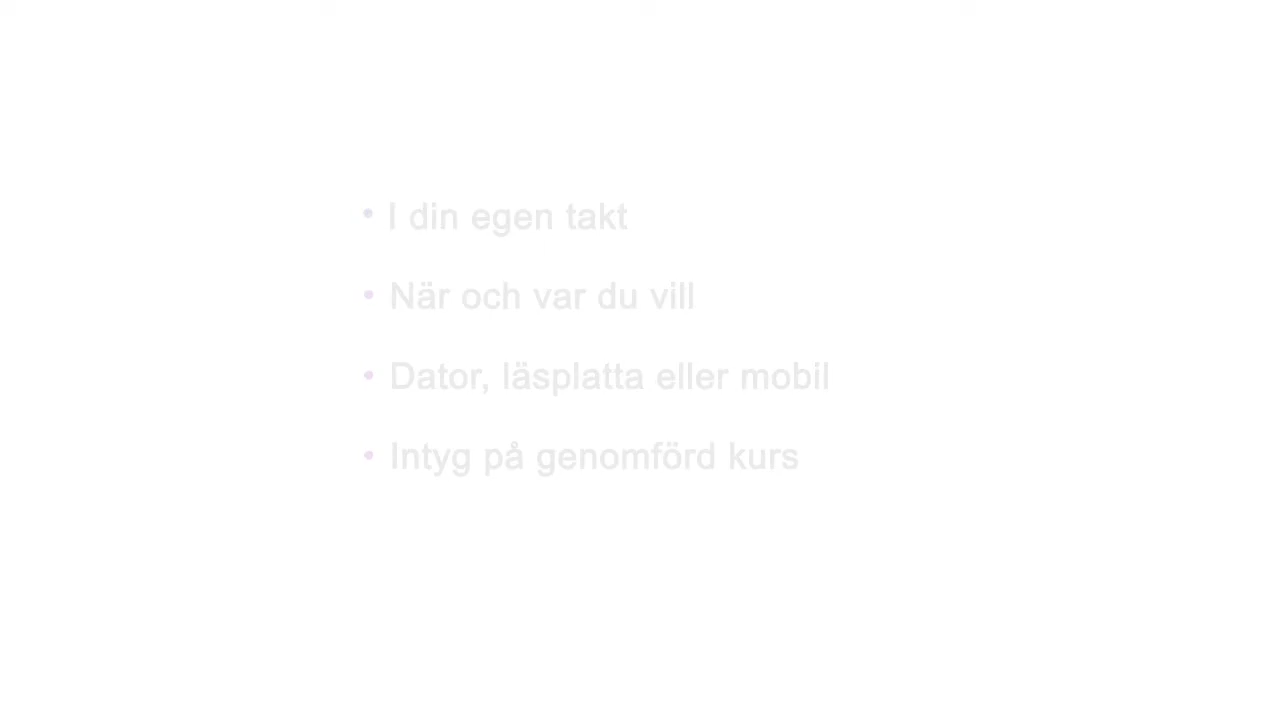 • I din egen takt
• När och var du vill
• Dator, läsplatta eller mobil
• Intyg på genomförd kurs